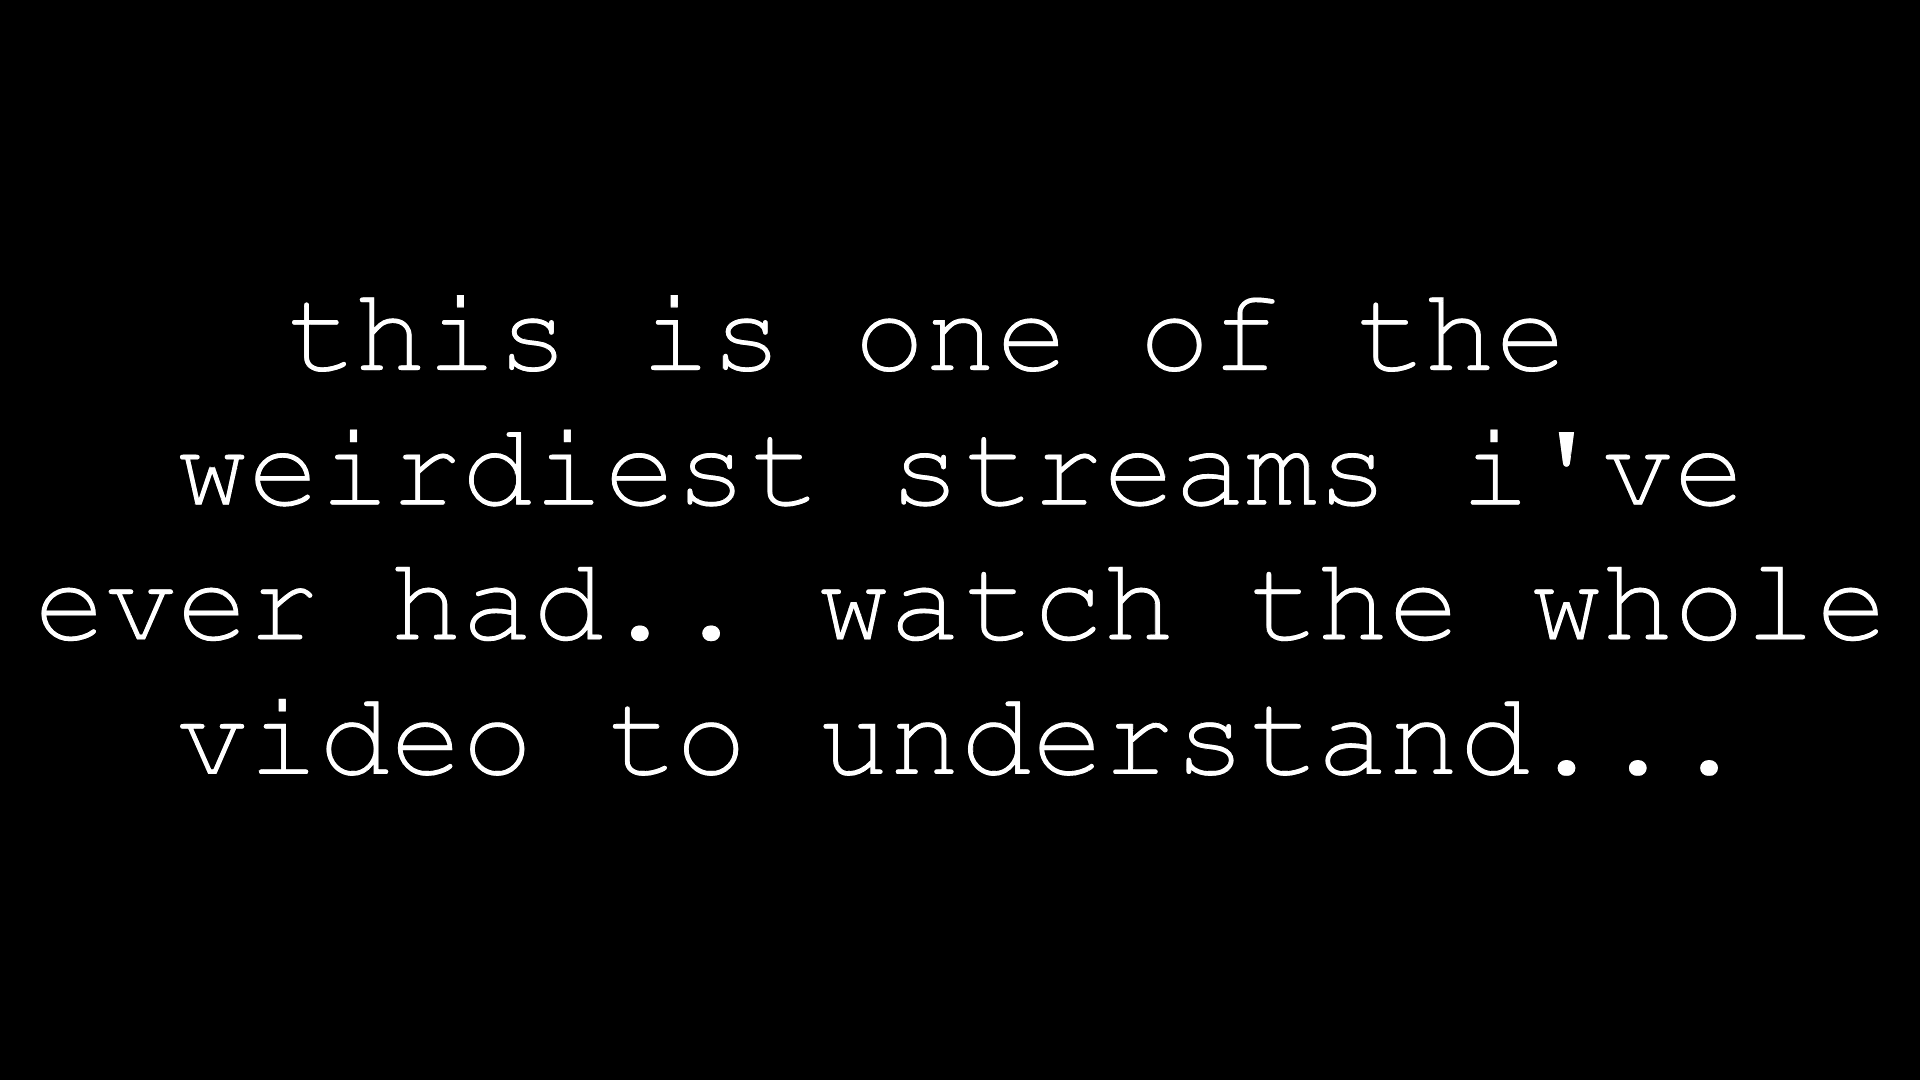 this is one of the
weirdiest streams i've
ever had.. watch the whole
video to understand...